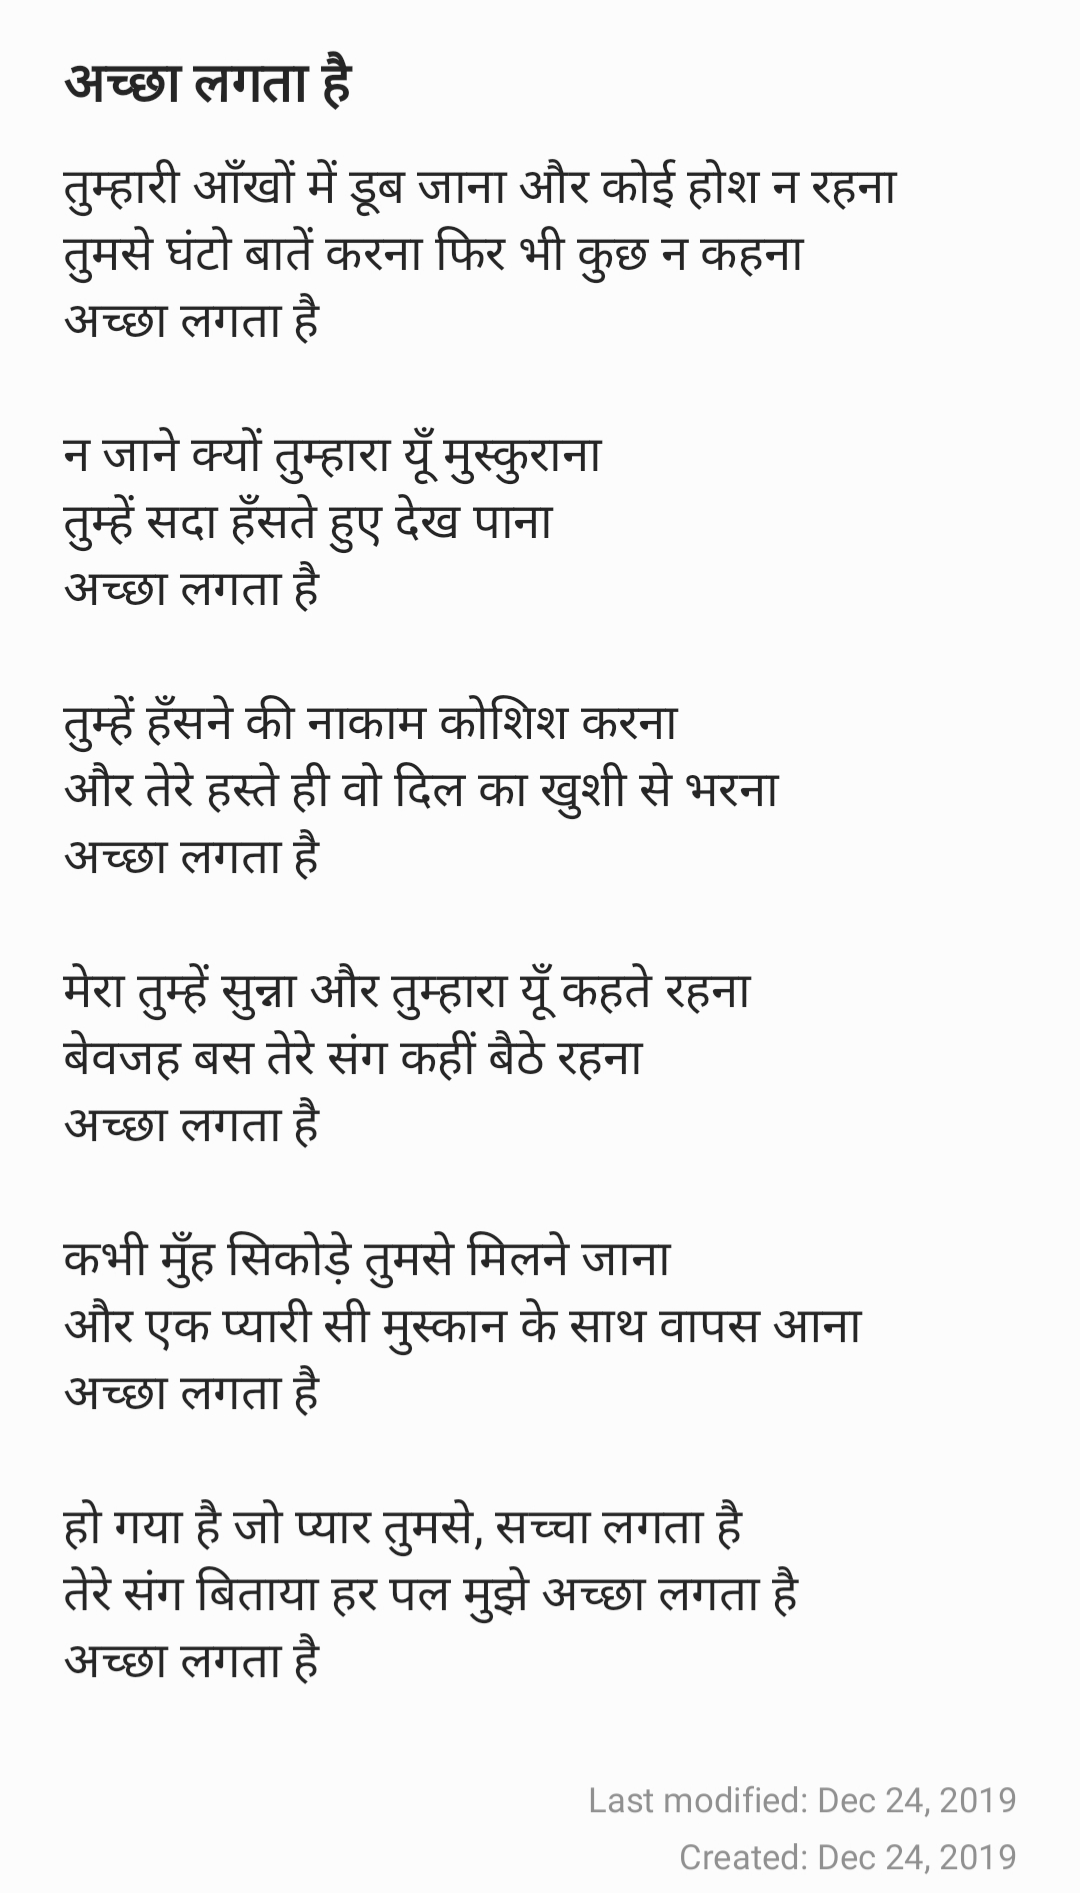 अच्छा लगता है
तुम्हारी आँखों में डूब जाना और कोई होश न रहना
तुमसे घंटो बातें करना फिर भी कुछ न कहना
अच्छा लगता है
न जाने क्यों तुम्हारा यूँ मुस्कुराना
तुम्हें सदा हँसते हुए देख पाना
अच्छा लगता है
तुम्हें हँसने की नाकाम कोशिश करना
और तेरे हस्ते ही वो दिल का खुशी से भरना
अच्छा लगता है
मेरा तुम्हें सुन्ना और तुम्हारा यूँ कहते रहना
बेवजह बस तेरे संग कहीं बैठे रहना
अच्छा लगता है
कभी मुँह सिकोड़े तुमसे मिलने जाना
और एक प्यारी सी मुस्कान के साथ वापस आना
अच्छा लगता है
हो गया है जो प्यार तुमसे, सच्चा लगता है
तेरे संग बिताया हर पल मुझे अच्छा लगता है
अच्छा लगता है
Last modified: Dec 24, 2019
Created: Dec 24, 2019